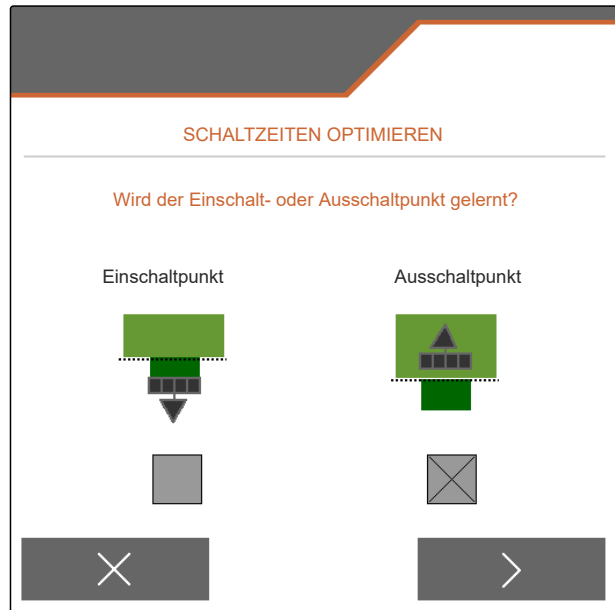 SCHALTZEITEN OPTIMIEREN
Wird der Einschalt- oder Ausschaltpunkt gelernt?
Einschaltpunkt
Ausschaltpunkt